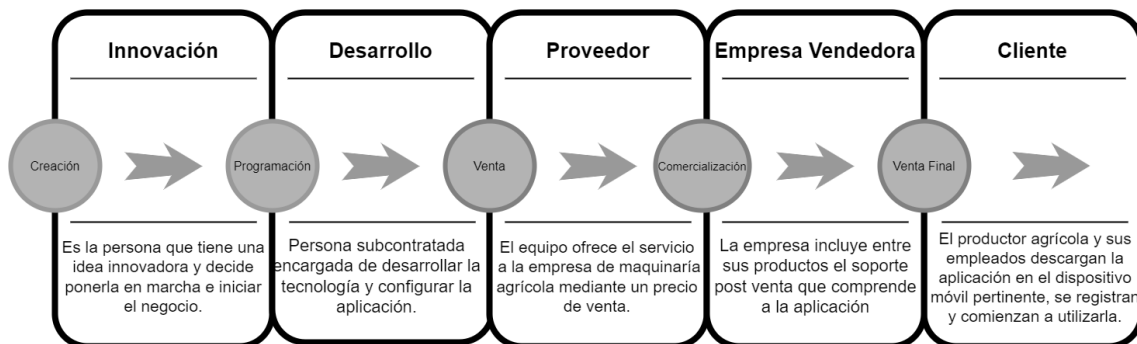 Innovación
Desarrollo
Proveedor
Empresa Vendedora
Cliente
Creación
Programación
Venta
Comercialización
Venta Final
Es la persona que tiene una
idea innovadora y decide
ponerla en marcha e iniciar
el negocio.
Persona subcontratada
encargada de desarrollar la
tecnología y configurar la
aplicación.
El equipo ofrece el servicio
a la empresa de maquinaría
agrícola mediante un precio
de venta.
La empresa incluye entre
sus productos el soporte
post venta que comprende
a la aplicación
El productor agrícola y sus
empleados descargan la
aplicación en el dispositivo
móvil pertinente, se registran
y comienzan a utilizarla.